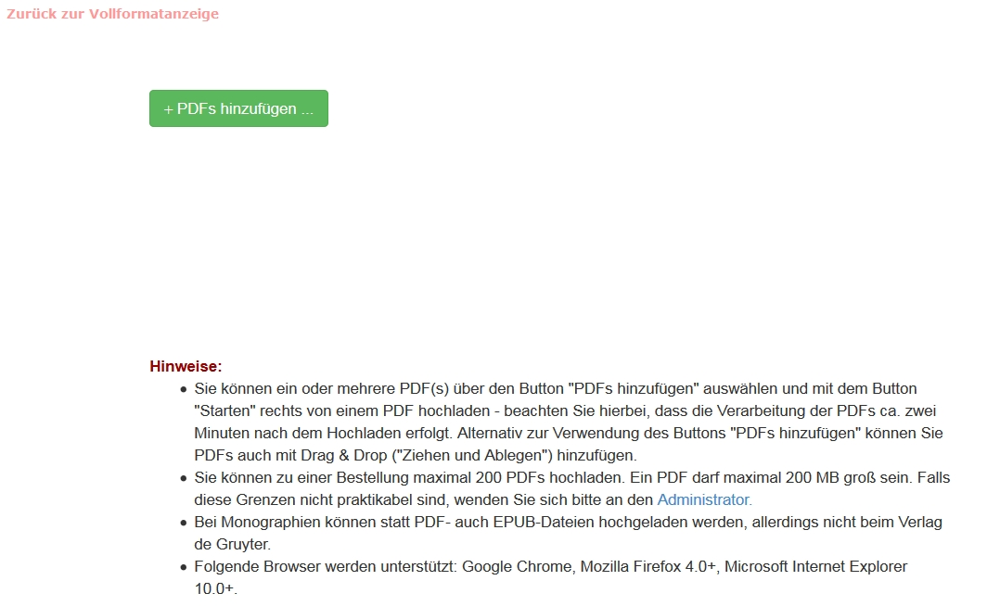 Zurück zur Vollformatanzeige
+ PDFs hinzufügen ...
Hinweise:
• Sie können ein oder mehrere PDF(s) über den Button "PDFs hinzufügen" auswählen und mit dem Button
"Starten" rechts von einem PDF hochladen - beachten Sie hierbei, dass die Verarbeitung der PDFs ca. zwei
Minuten nach dem Hochladen erfolgt. Alternativ zur Verwendung des Buttons "PDFs hinzufügen" können Sie
PDFs auch mit Drag & Drop ("Ziehen und Ablegen") hinzufügen.
• Sie können zu einer Bestellung maximal 200 PDFs hochladen. Ein PDF darf maximal 200 MB groß sein. Falls
diese Grenzen nicht praktikabel sind, wenden Sie sich bitte an den Administrator.
• Bei Monographien können statt PDF- auch EPUB-Dateien hochgeladen werden, allerdings nicht beim Verlag
de Gruyter.
• Folgende Browser werden unterstützt: Google Chrome, Mozilla Firefox 4.0+, Microsoft Internet Explorer
10.0+.